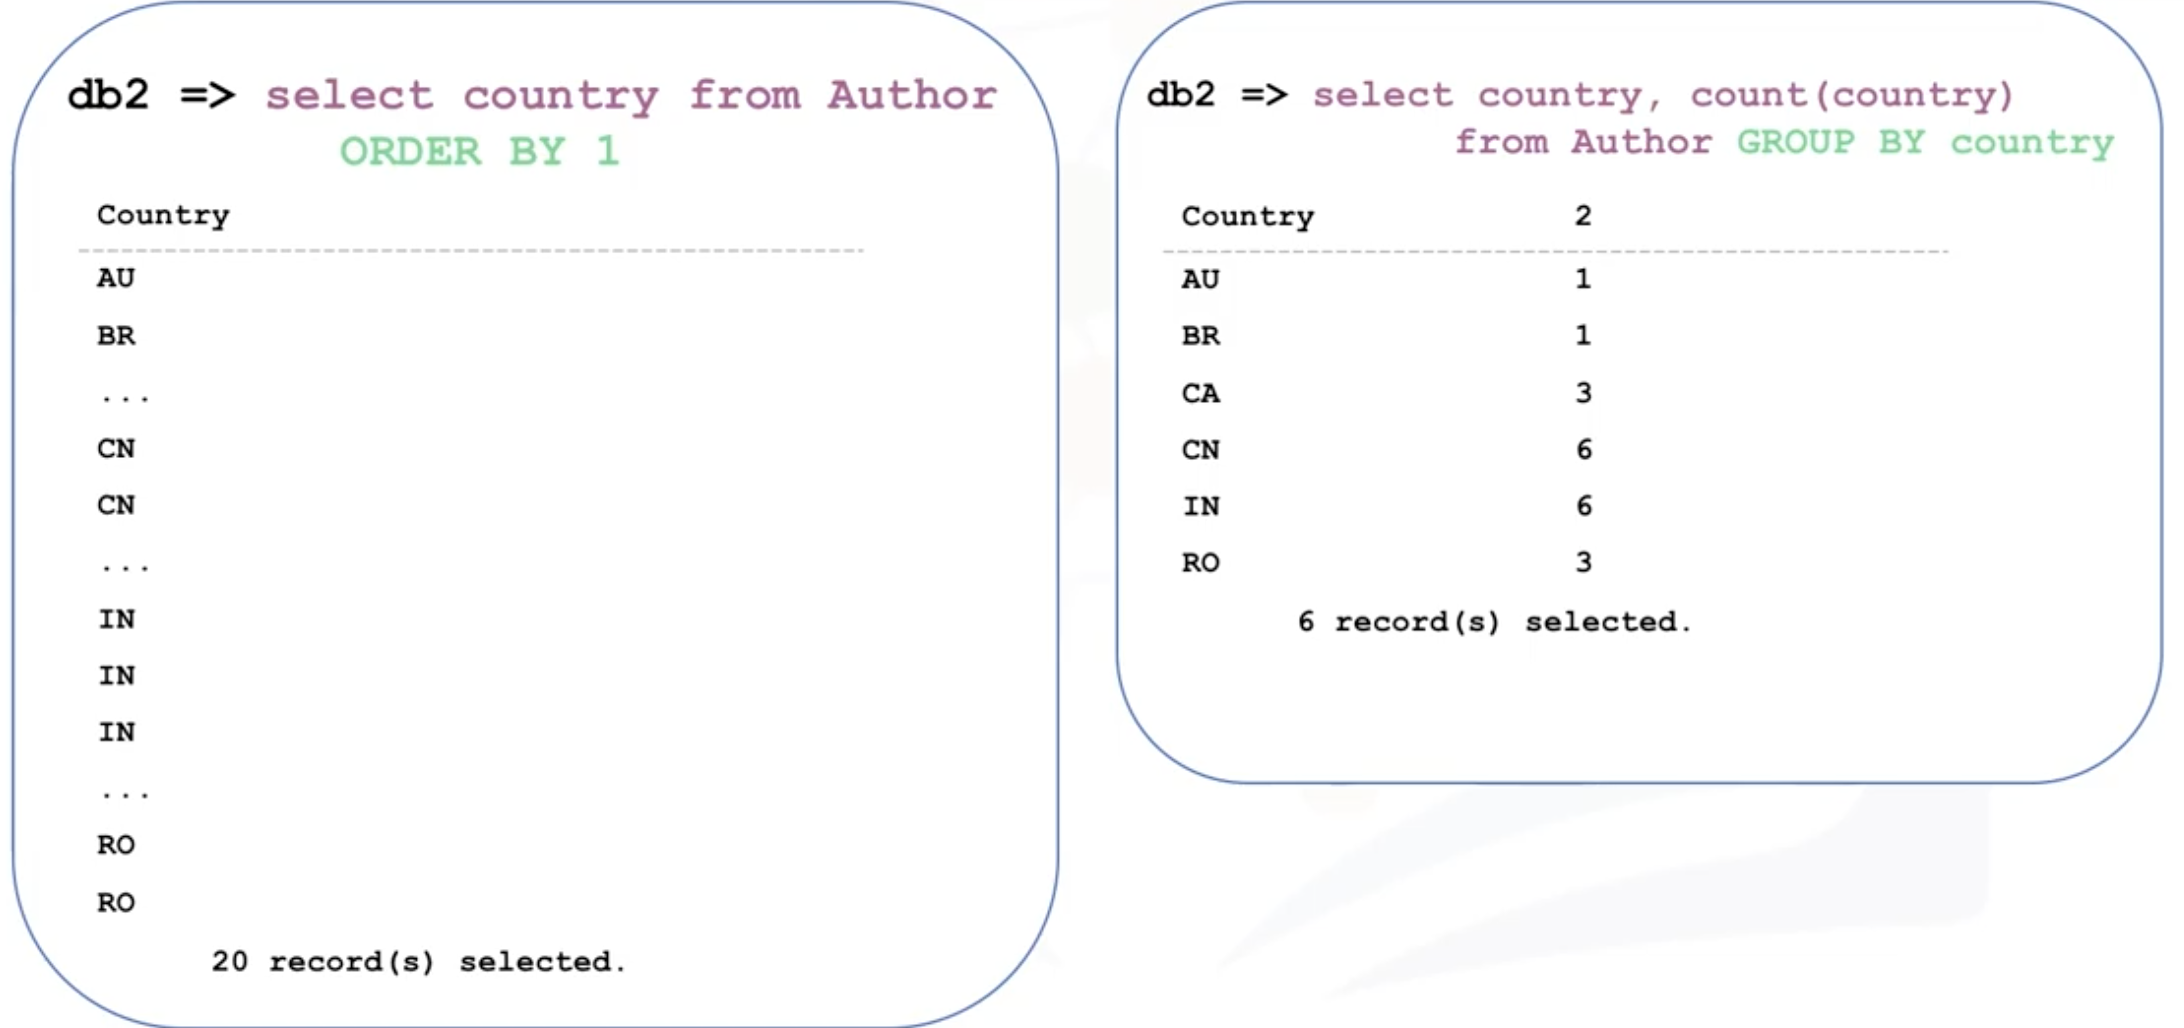 db2 => select country from Author
ORDER BY 1
Country
AU
BR
...
CN
CN
...
IN
IN
IN
...
RO
RO
20 record(s) selected.
db2 => select country, count(country)
from Author GROUP BY country
Country 2
AU 1
BR 1
CA 3
CN 6
IN 6
RO 3
6 record(s) selected.